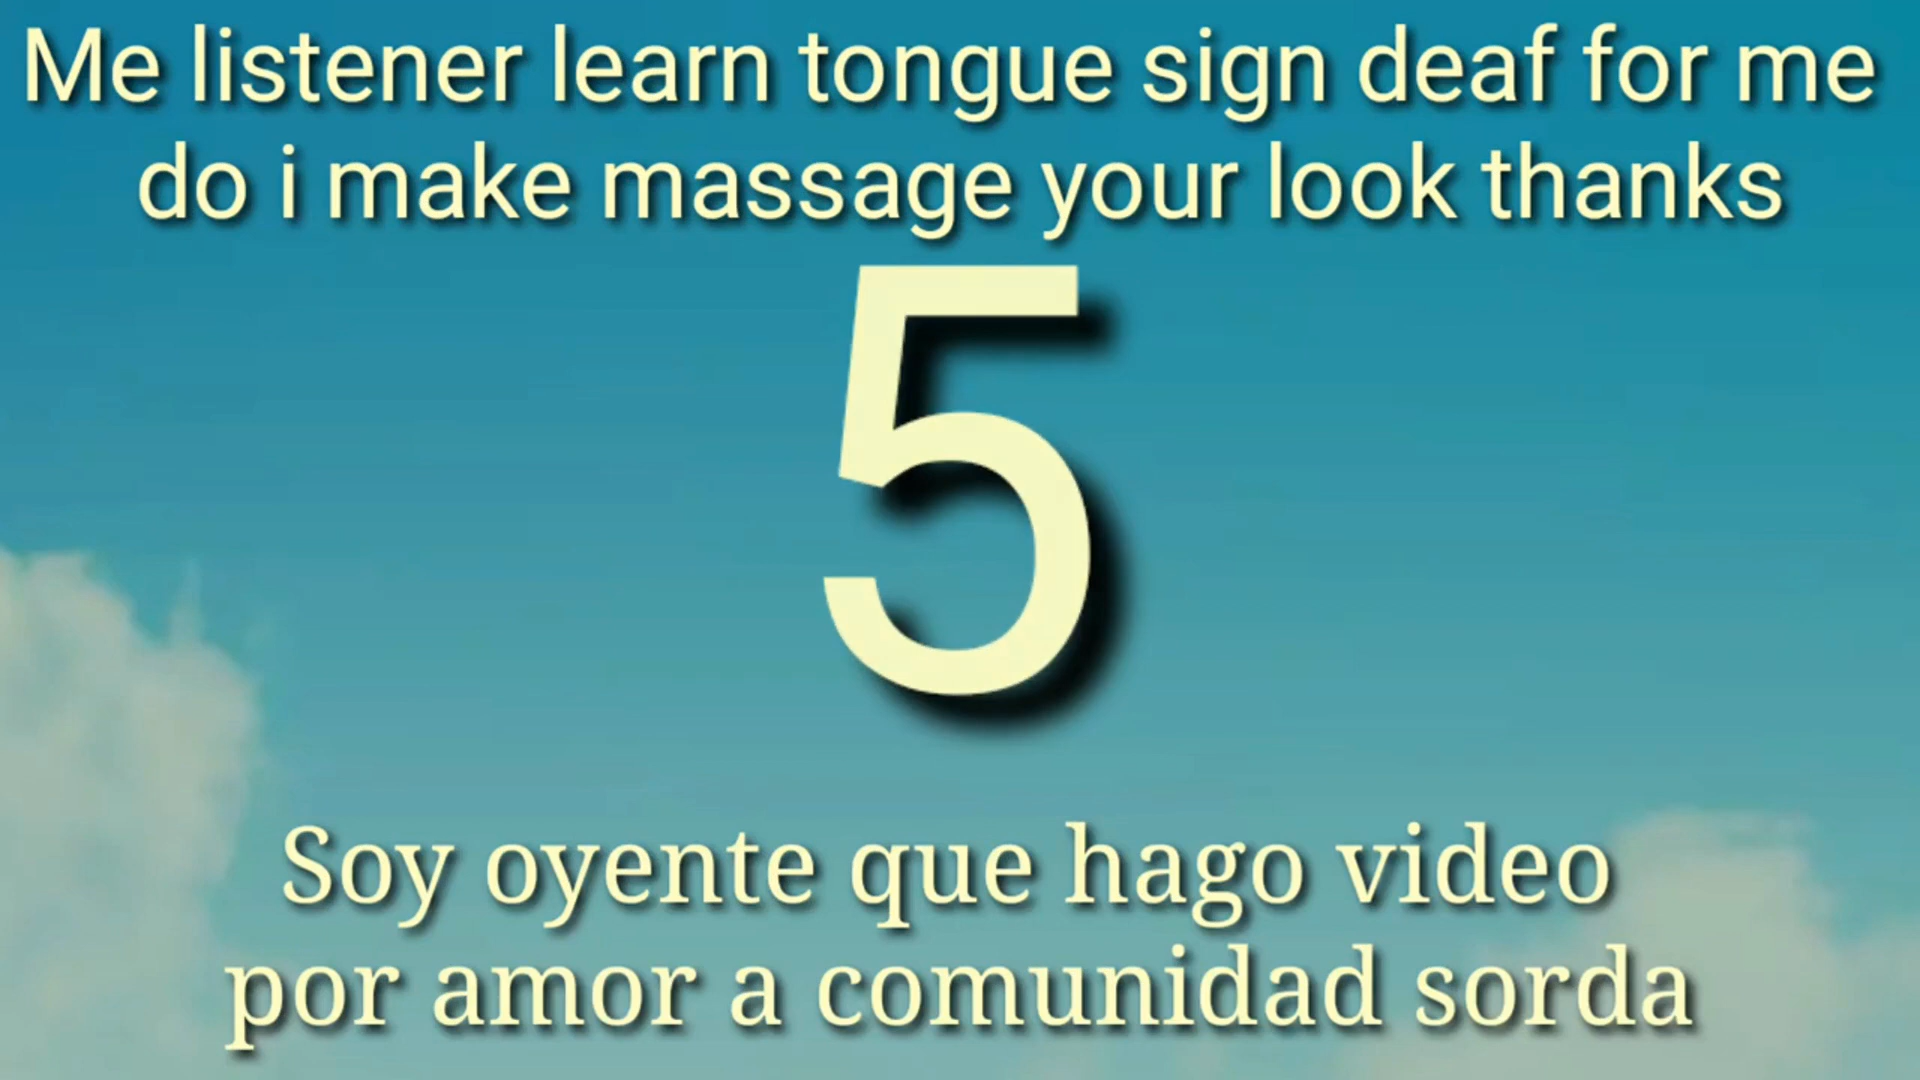 Me listener learn tongue sign deaf for me
do i make massage your look thanks
5
Soy oyente que hago video
por amor a comunidad sorda